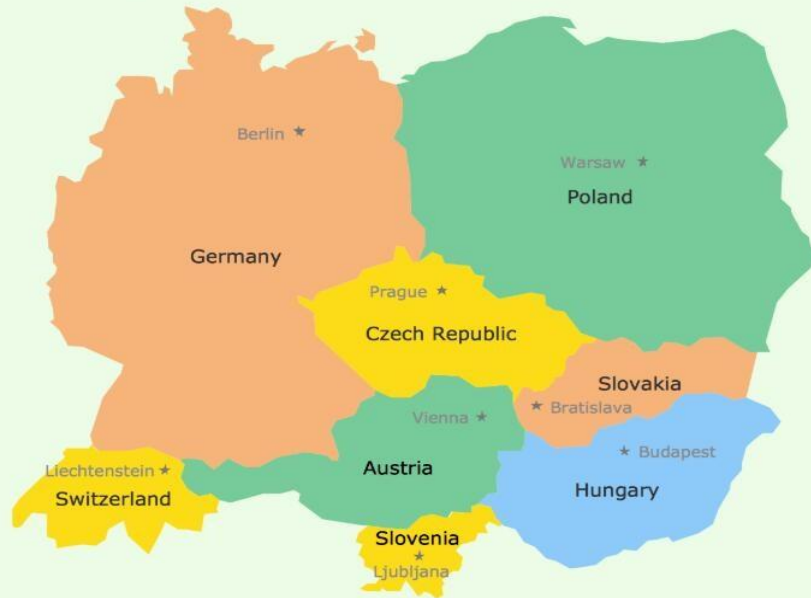 Berlin
Warsaw
Poland
Germany
Prague
Czech Republic
Slovakia
Bratislava
Vienna
Austria
Budapest
Hungary
Liechtenstein
Switzerland
Slovenia
Ljubljana